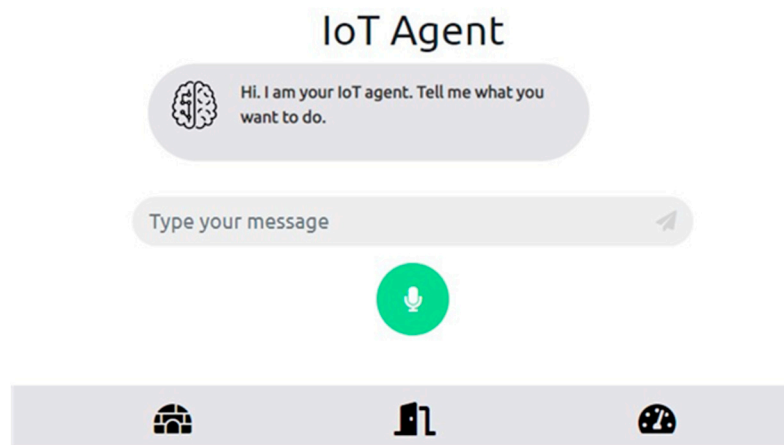 IoT Agent
Hi. I am your IoT agent. Tell me what you
want to do.
Type your message